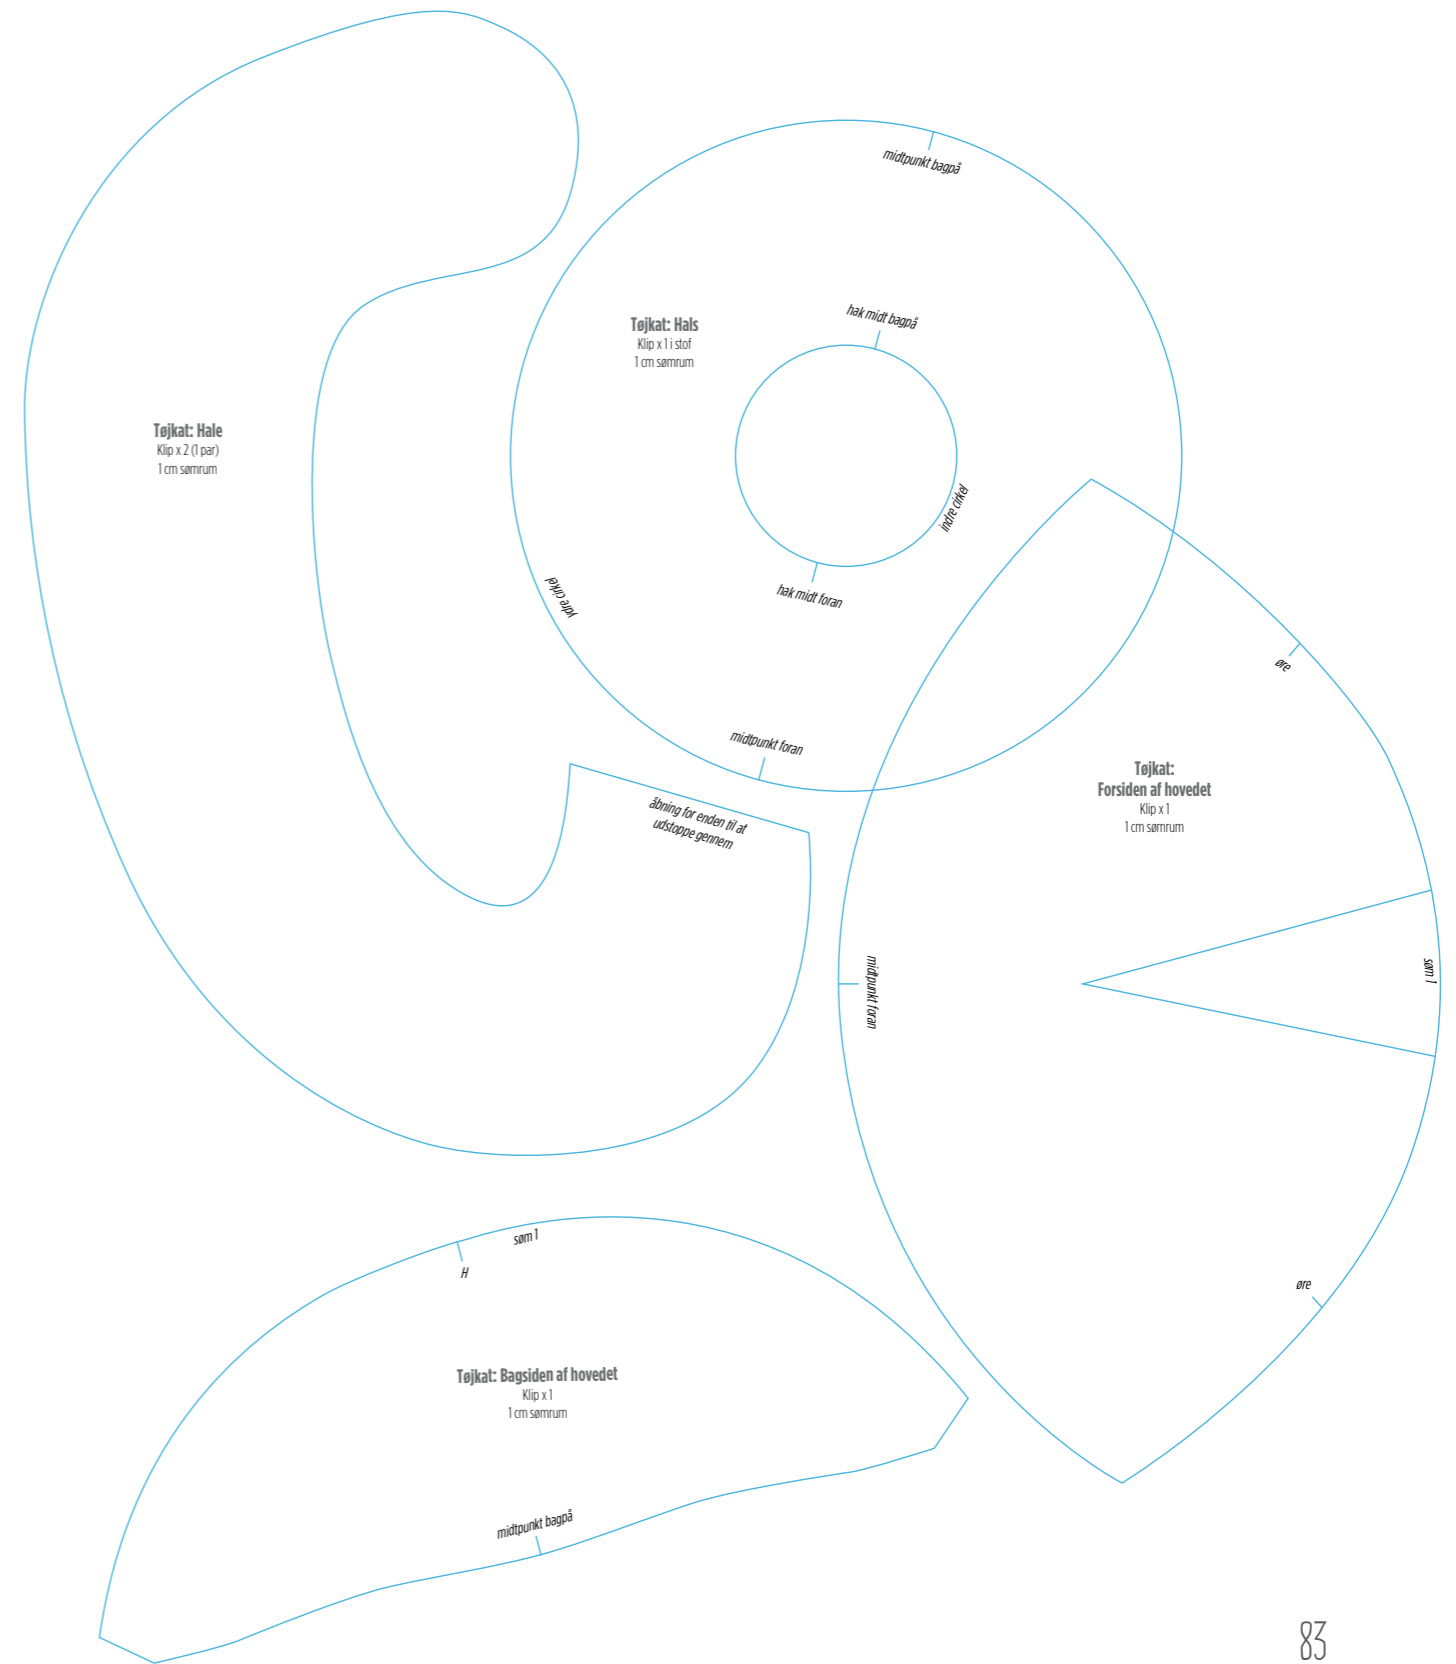 midtpunkt bagpå
hak midt bagpå
Tøjkat: Hals
Klip x 1 i stof
1 cm sømrum
indre cirkel
hak midt foran
ydre cirkel
midtpunkt foran
Tøjkat: Hale
Klip x 2 (1 par)
1 cm sømrum
åbning for enden til at
udstoppe gennem
øre
Tøjkat:
Forsiden af hovedet
Klip x 1
1 cm sømrum
midtpunkt foran
søm 1
øre
søm 1
H
Tøjkat: Bagsiden af hovedet
Klip x 1
1 cm sømrum
midtpunkt bagpå
83